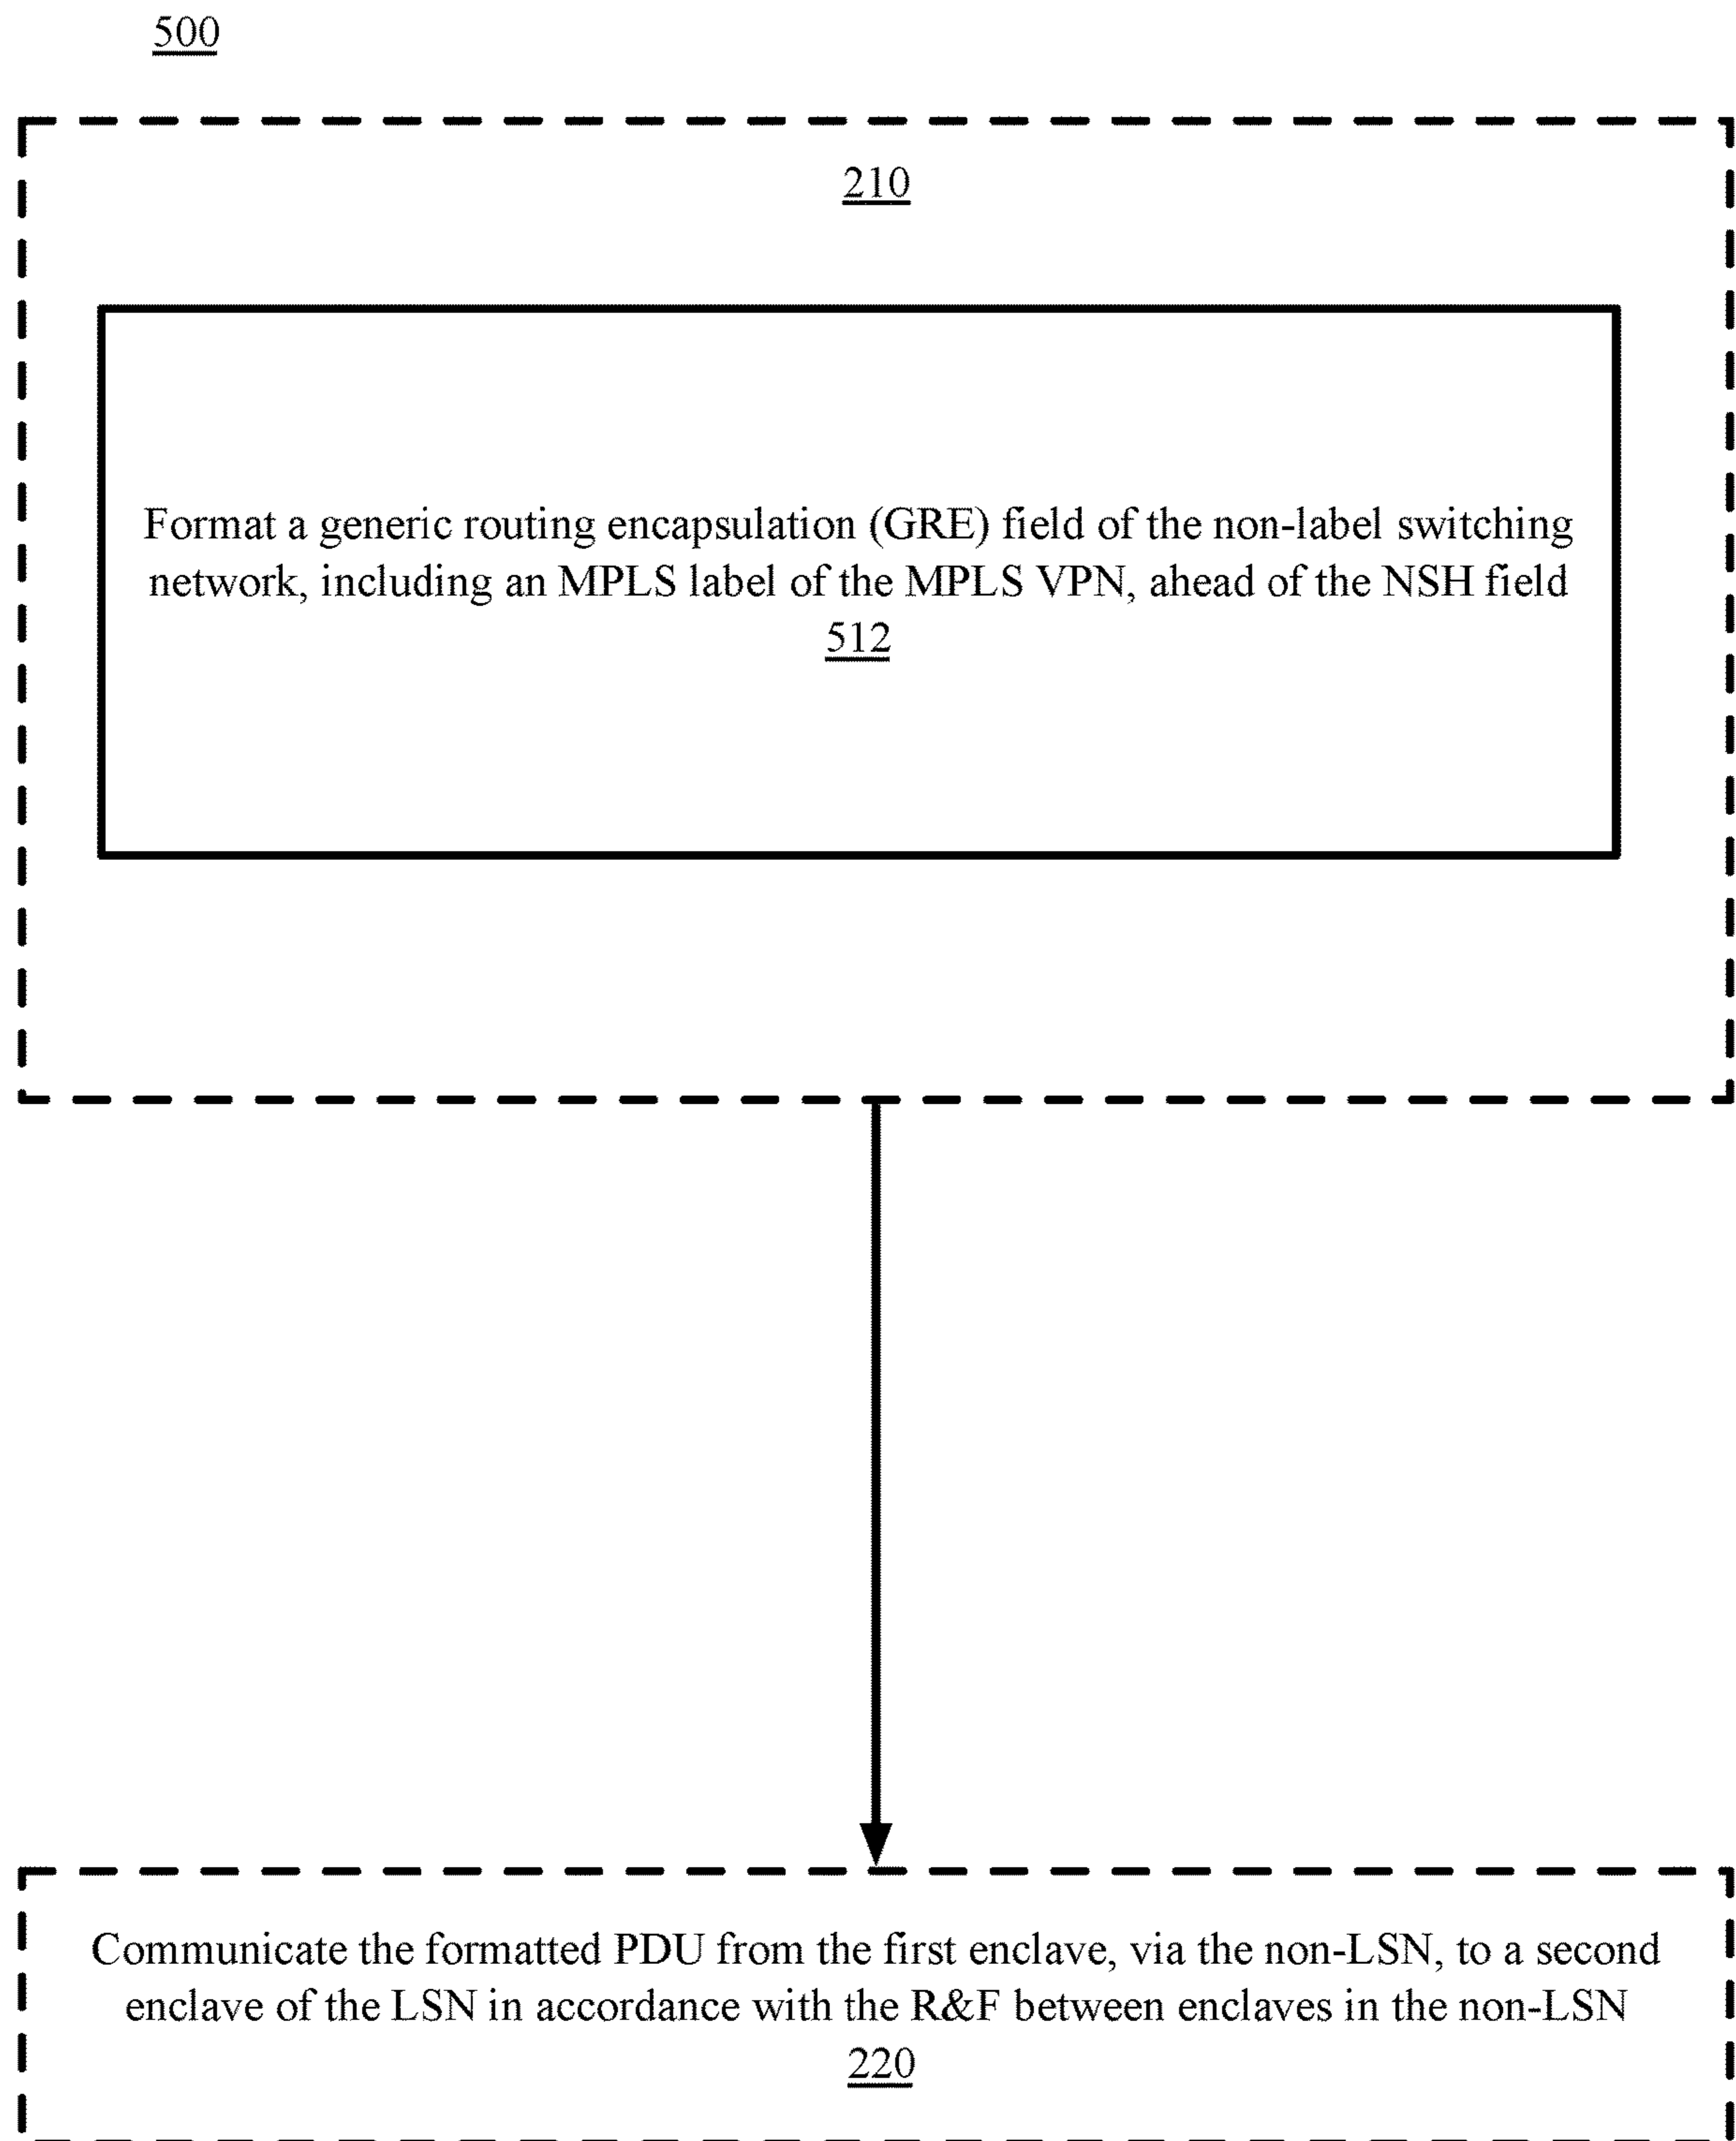 500
210
Format a generic routing encapsulation (GRE) field of the non-label switching
network, including an MPLS label of the MPLS VPN, ahead of the NSH field
512
Communicate the formatted PDU from the first enclave, via the non-LSN, to a second
enclave of the LSN in accordance with the R&F between enclaves in the non-LSN
220